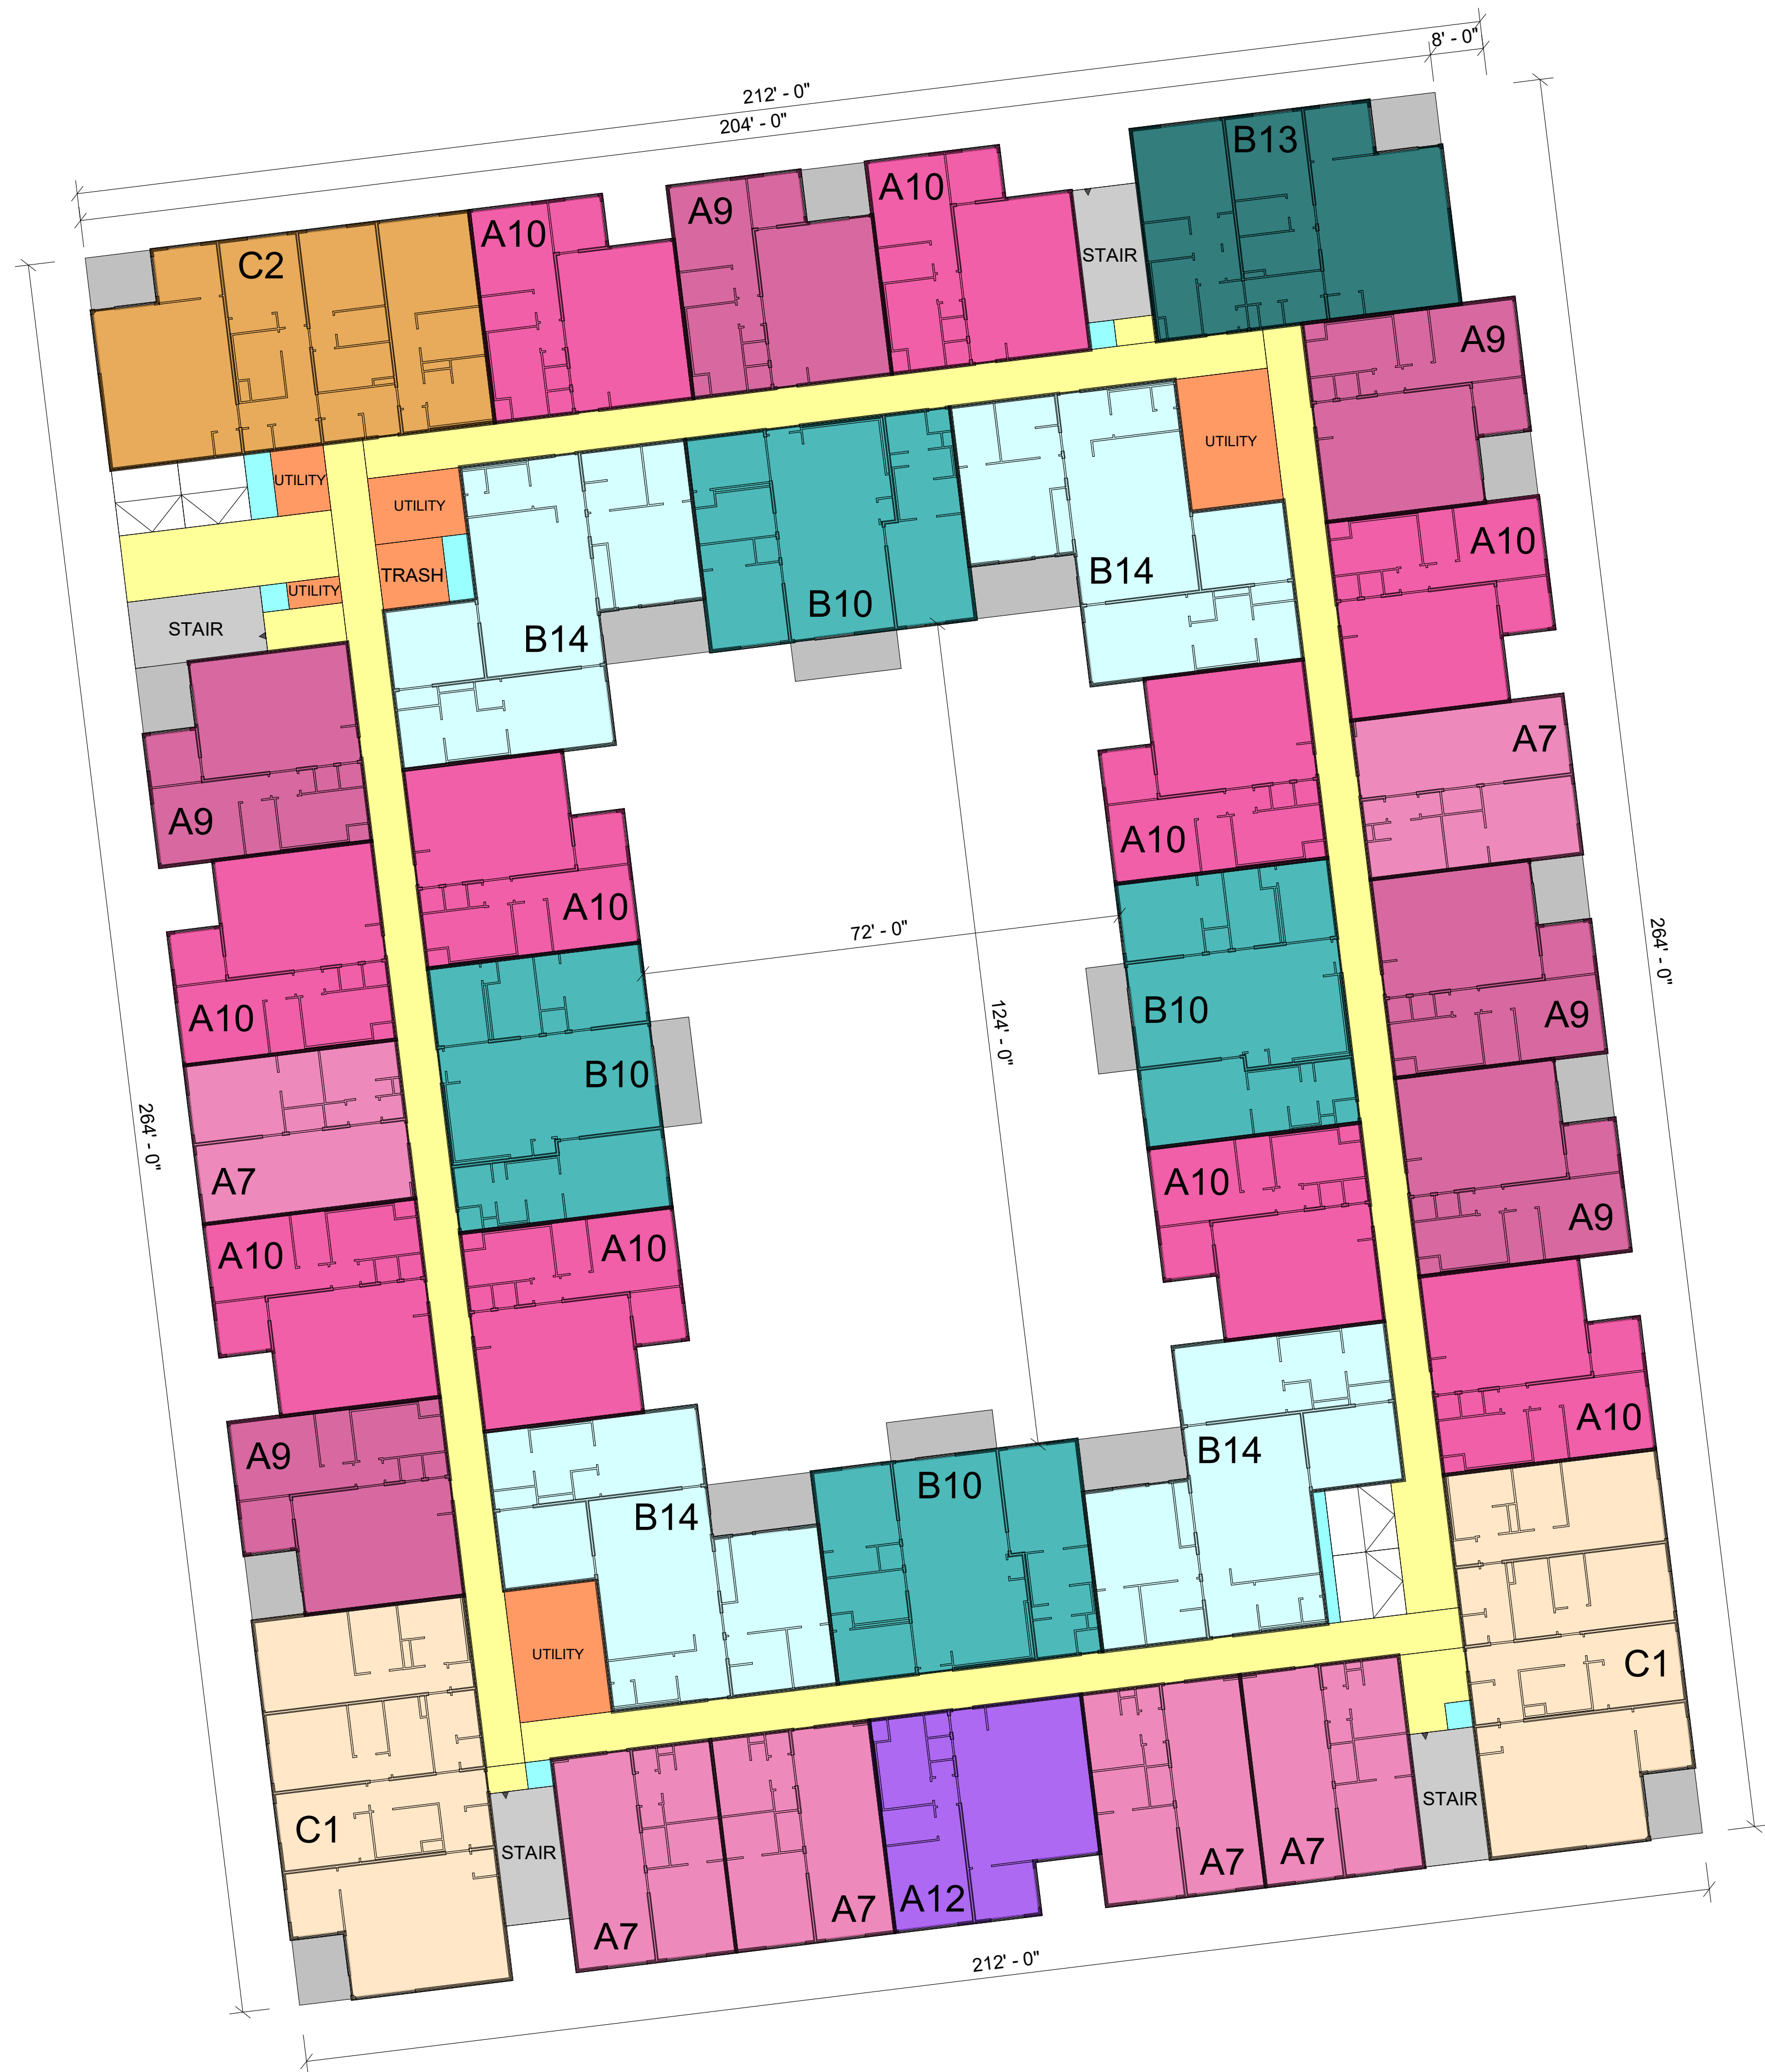 8' - 0"
212' - 0"
204' - 0"
B13
A10
A9
A10
C2
STAIR
A9
UTILITY
UTILITY
UTILITY
A10
TRASH
B14
UTILITY
B10
STAIR
B14
A7
A9
A10
A10
72' - 0"
264' - 0"
A10
B10
A9
124' - 0"
B10
264' - 0"
A7
A10
A9
A10
A10
A10
A9
B14
B10
B14
UTILITY
C1
C1
STAIR
STAIR
A7
A7
A12
A7
A7
212' - 0"